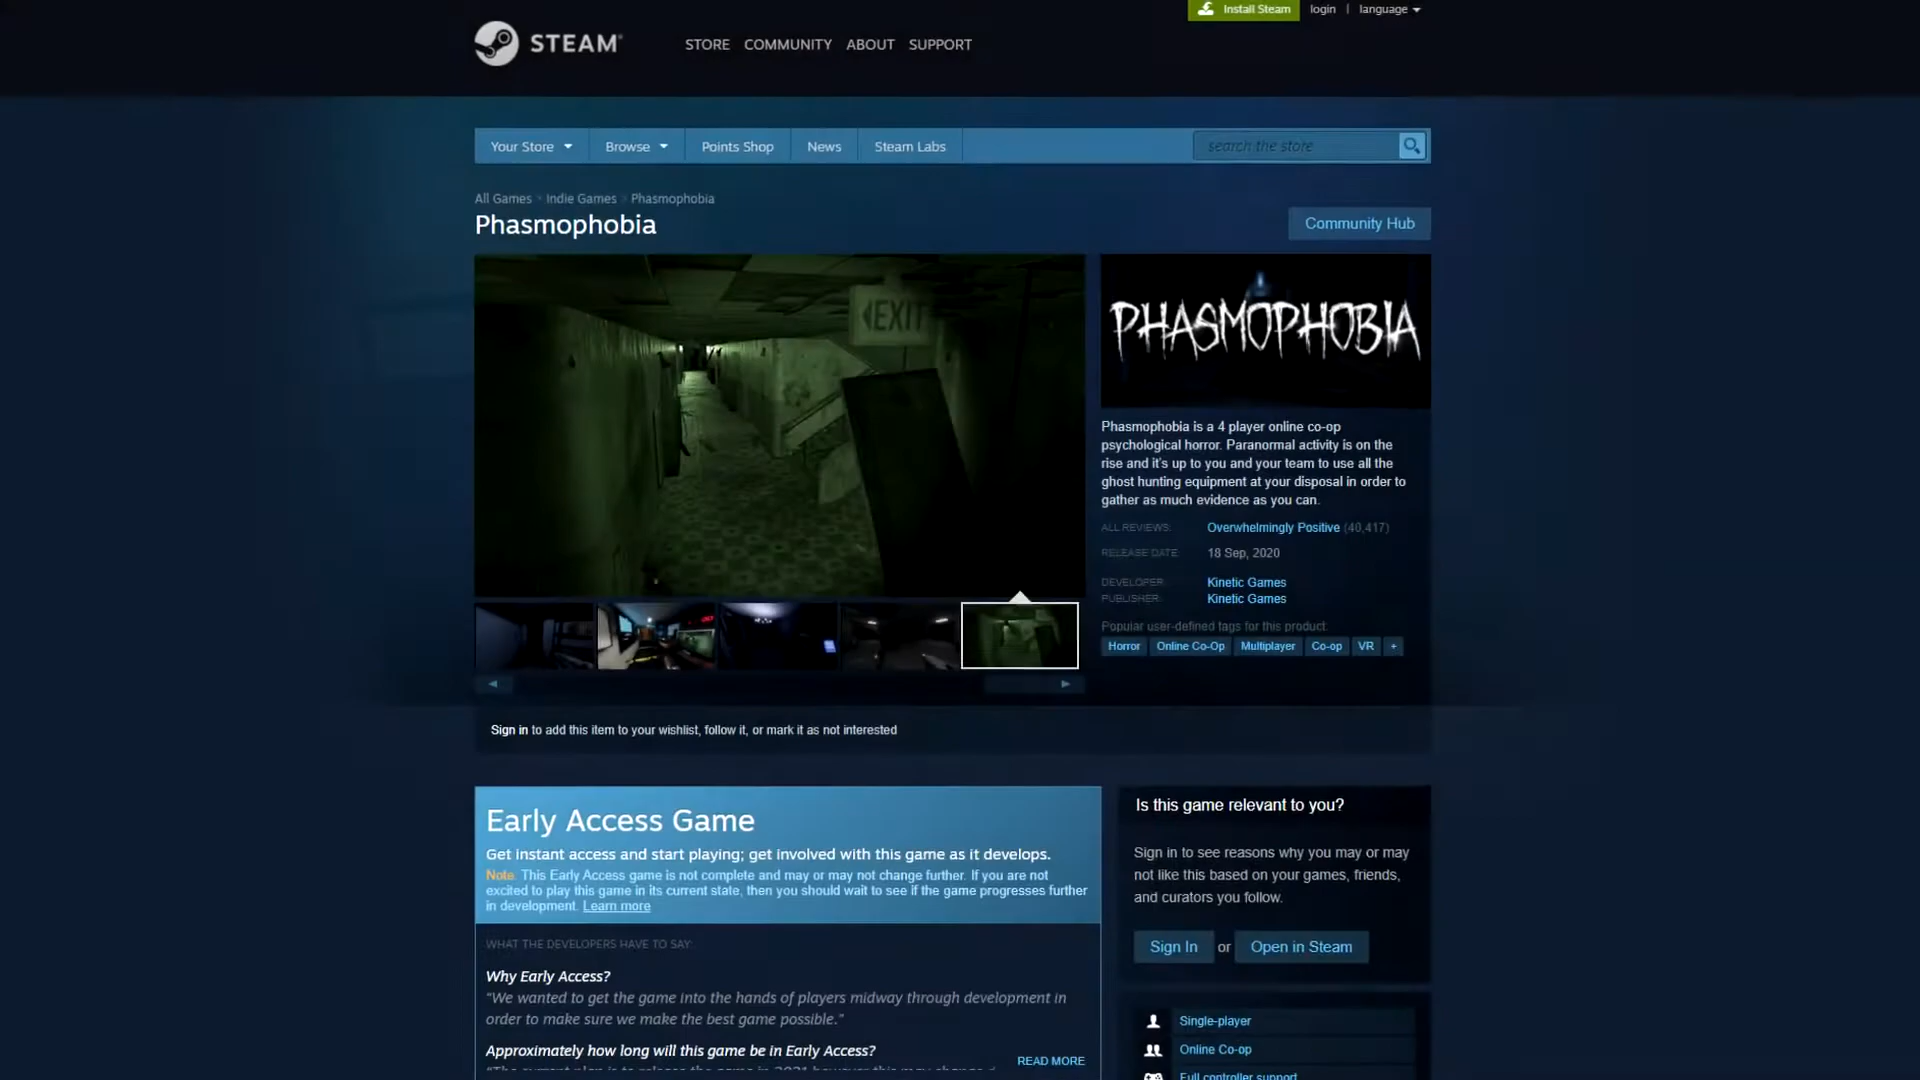 Install Steam login | language
STEAM STORE COMMUNITY ABOUT SUPPORT
Your Store Browse Points Shop News Steam Labs search the store
All Games > Indie Games > Phasmophobia
Phasmophobia
Community Hub
EXIT
PHASMOPHOBIA
Phasmophobia is a 4 player online co-op
psychological horror. Paranormal activity is on the
rise and it's up to you and your team to use all the
ghost hunting equipment at your disposal in order to
gather as much evidence as you can.
ALL REVIEWS: Overwhelmingly Positive (40,417)
RELEASE DATE: 18 Sep, 2020
DEVELOPER: Kinetic Games
PUBLISHER: Kinetic Games
Popular user-defined tags for this product:
Horror Online Co-Op Multiplayer Co-op VR +
Sign in to add this item to your wishlist, follow it, or mark it as not interested
Early Access Game
Get instant access and start playing; get involved with this game as it develops.
Note: This Early Access game is not complete and may or may not change further. If you are not
excited to play this game in its current state, then you should wait to see if the game progresses further
in development. Learn more
WHAT THE DEVELOPERS HAVE TO SAY:
Why Early Access?
“We wanted to get the game into the hands of players midway through development in
order to make sure we make the best game possible.”
Approximately how long will this game be in Early Access?
“The current plan is to release the game in 2021 however this may change d
READ MORE
Is this game relevant to you?
Sign in to see reasons why you may or may
not like this based on your games, friends,
and curators you follow.
Sign In or Open in Steam
Single-player
Online Co-op
Full controller support